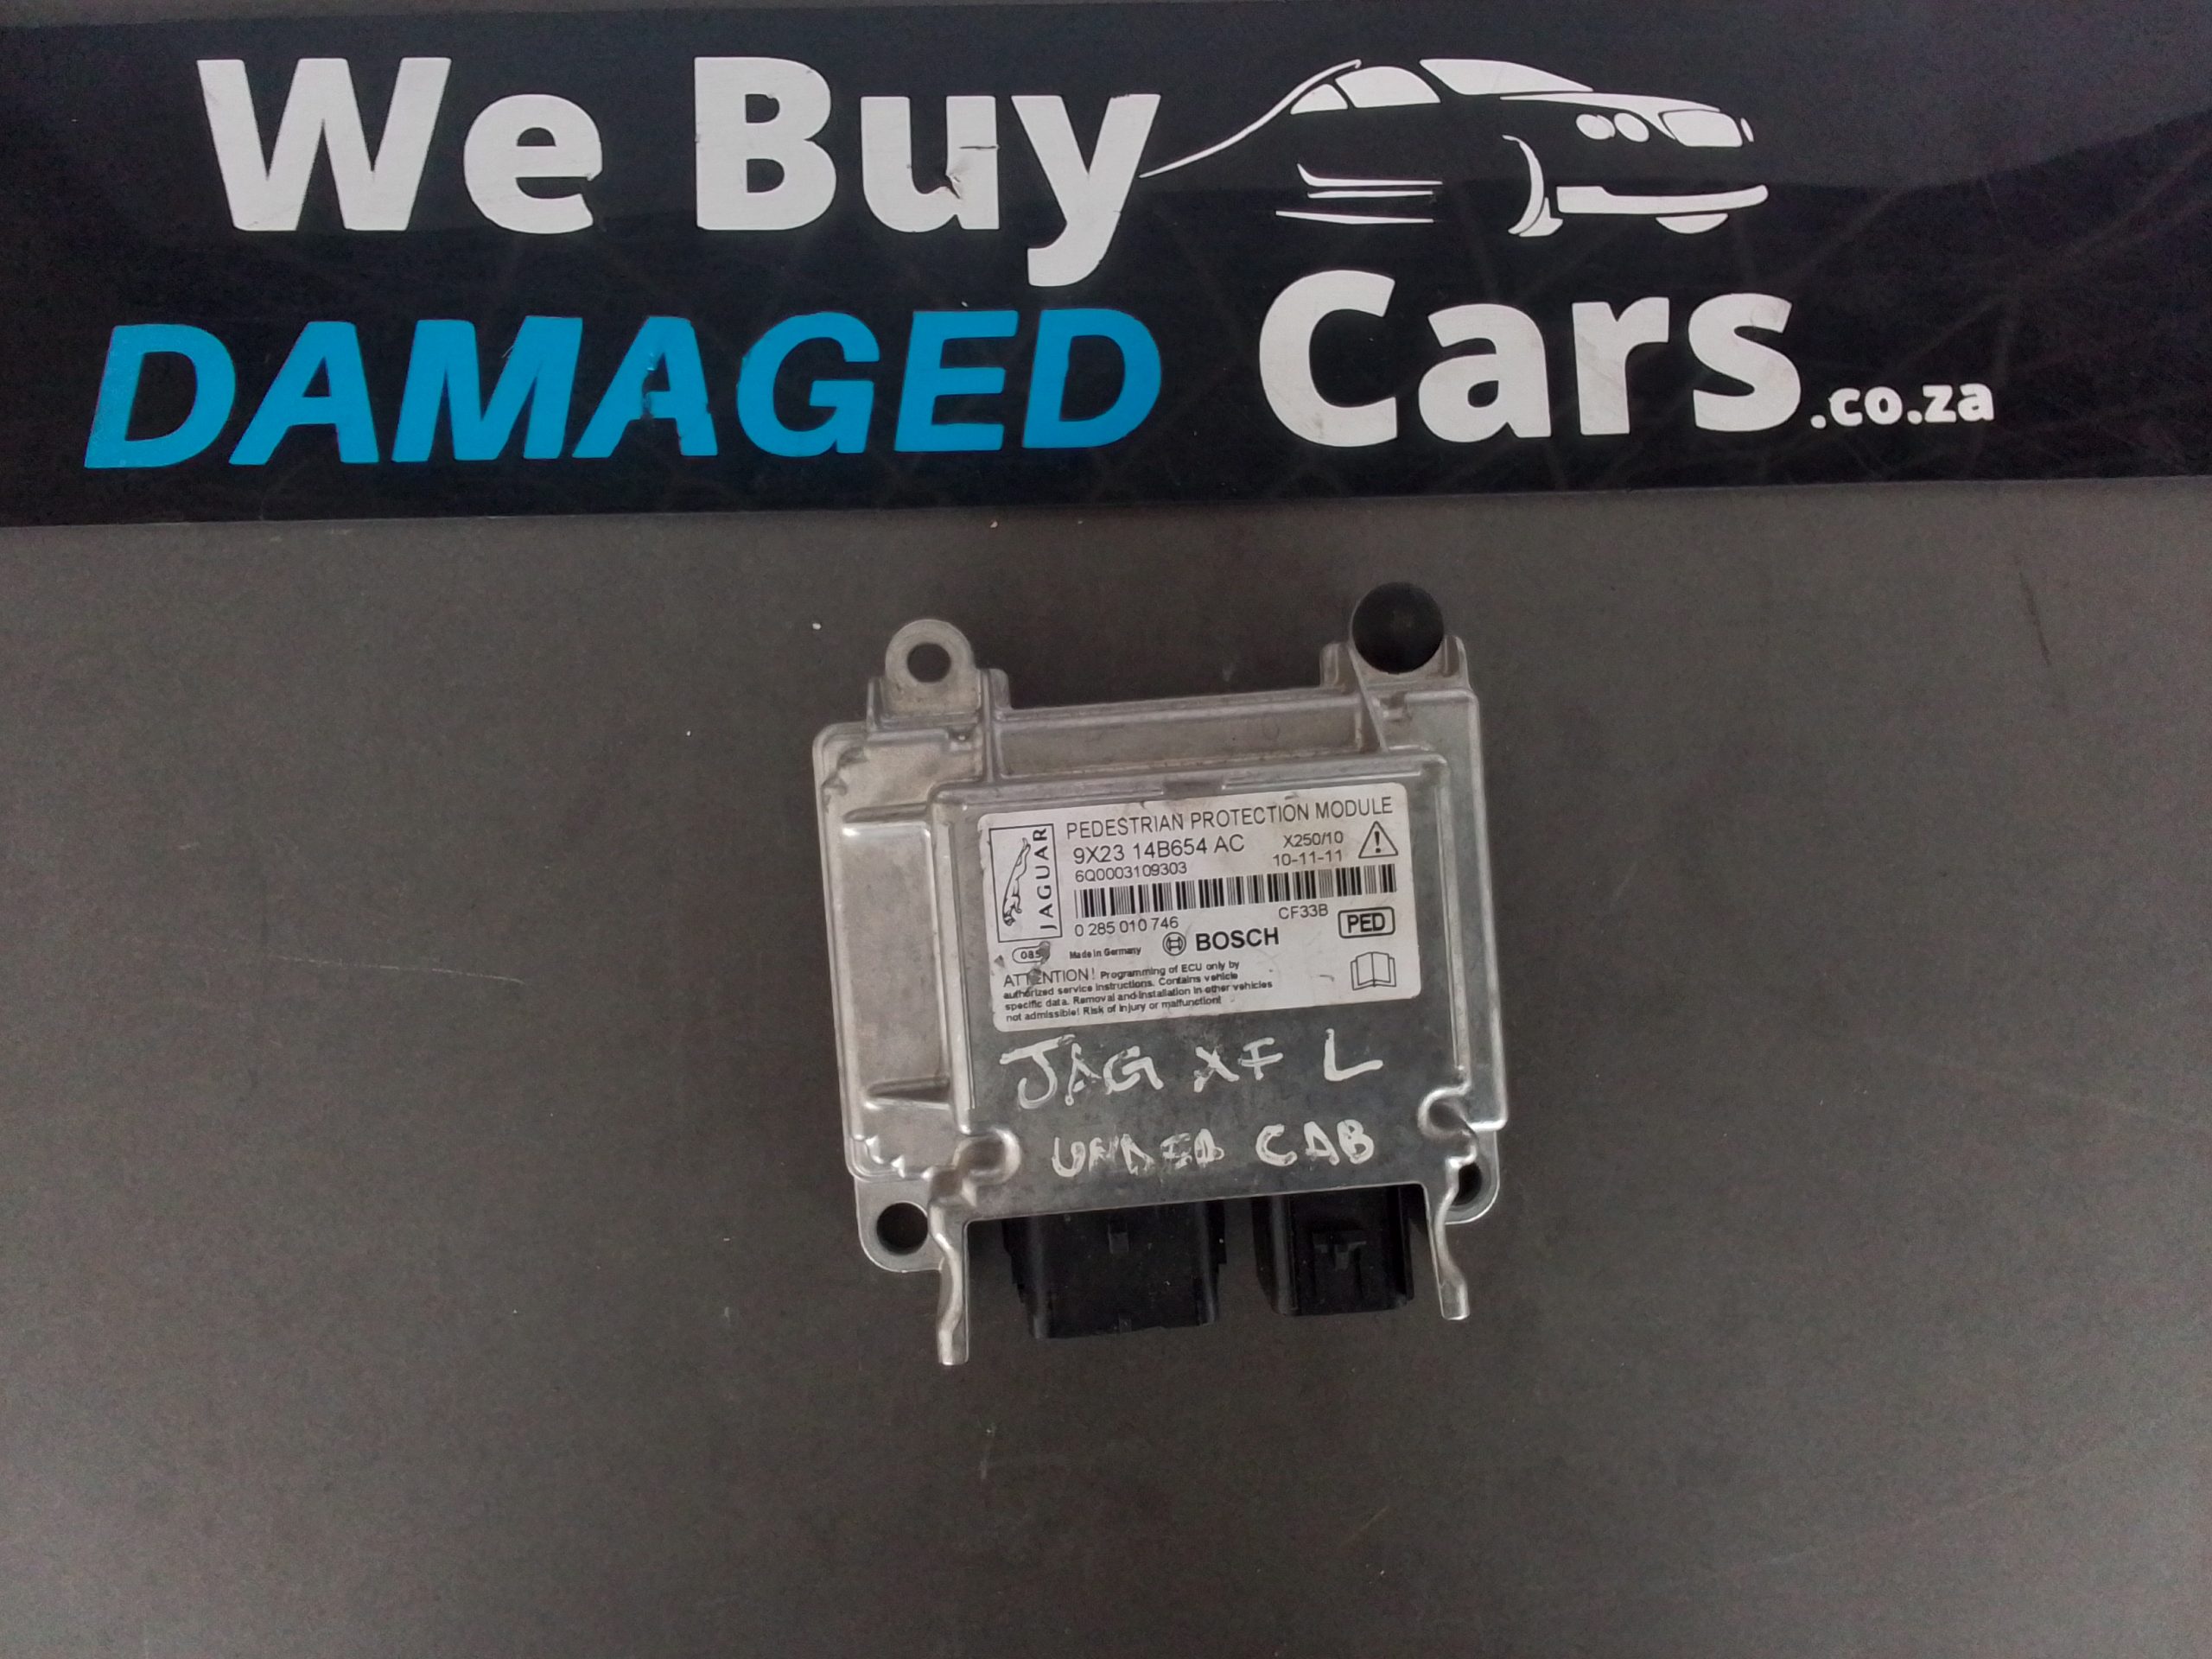 We Buy
DAMAGED Cars.co.za
JAGUAR
PEDESTRIAN PROTECTION MODULE
9X23 14B654 AC X250/10
6Q0003109303 10-11-11
0 285 010 746 CF33B PED
Made in Germany BOSCH
ATTENTION! Programming of ECU only by
authorized service instructions. Contains vehicle
specific data. Removal and installation in other vehicles
not admissible! Risk of injury or malfunction!
JAG XF L
UNDER CAB